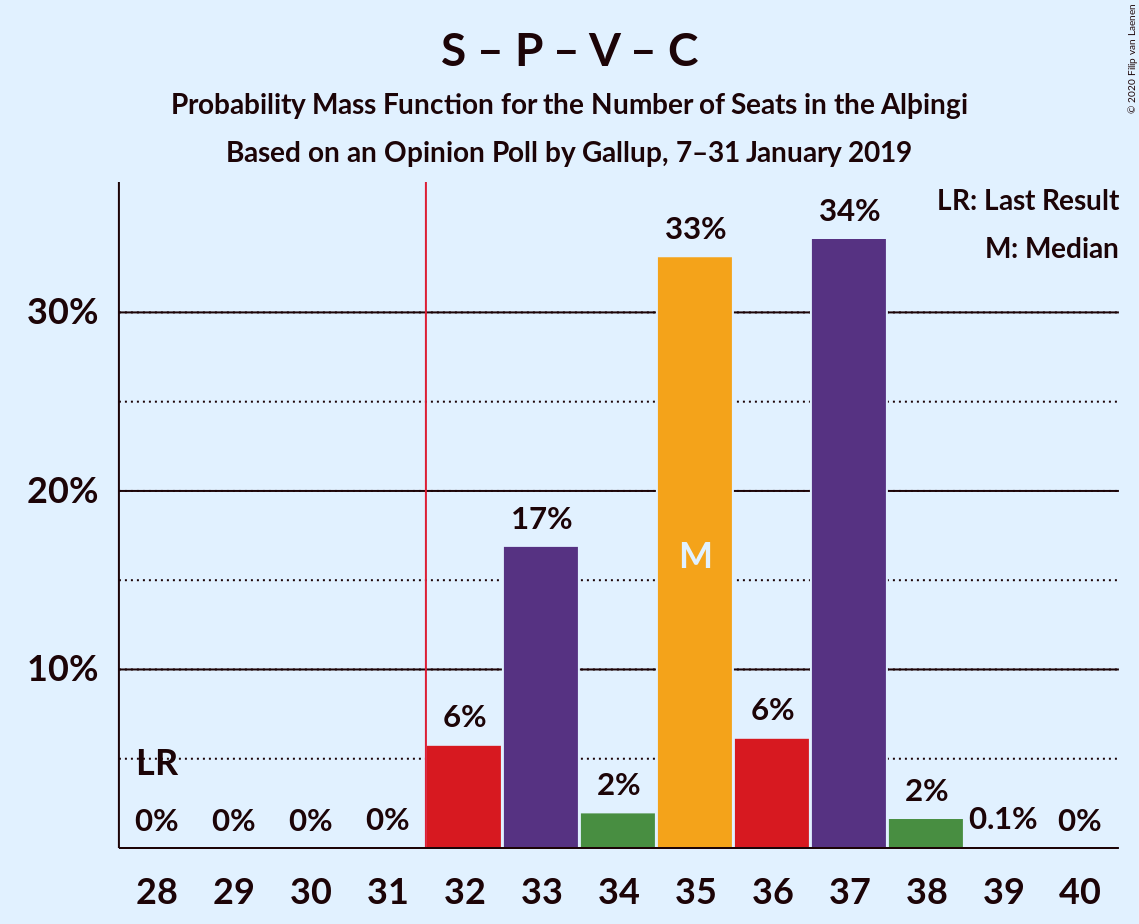 S – P – V – C
Probability Mass Function for the Number of Seats in the Alþingi
Based on an Opinion Poll by Gallup, 7–31 January 2019
© 2020 Filip van Laenen
LR: Last Result
M: Median
30%
20%
10%
LR
0%
0%
0%
0%
6%
17%
2%
33%
M
6%
34%
2%
0.1%
0%
28 29 30 31 32 33 34 35 36 37 38 39 40